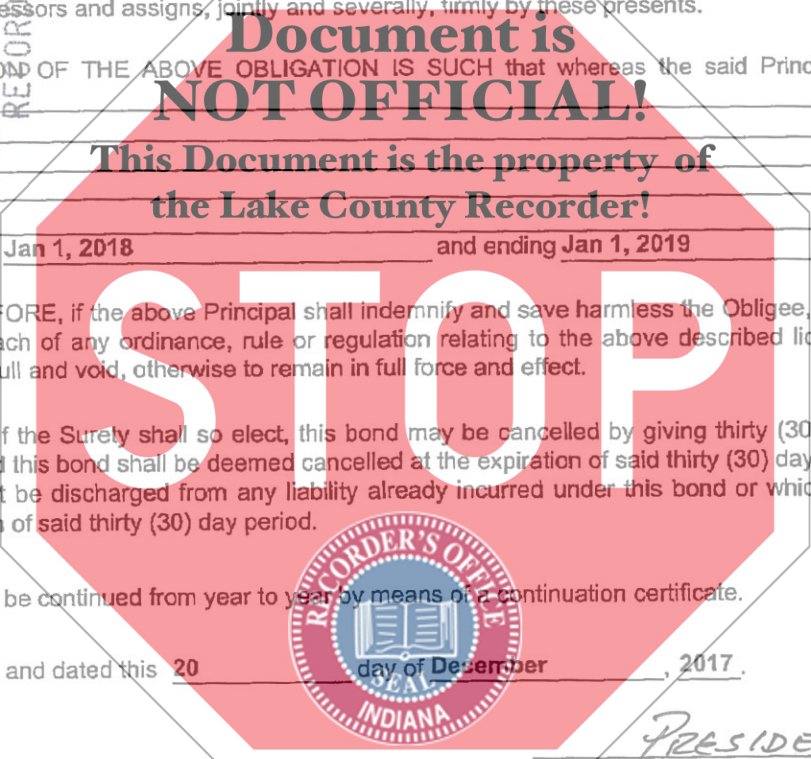 essors and assigns, jointly and severally, firmly by these presents.
Document is
ON OF THE ABOVE OBLIGATION IS SUCH that whereas the said Princ
NOT OFFICIAL!
This Document is the property of
the Lake County Recorder!
Jan 1, 2018 and ending Jan 1, 2019
STOP
FORE, if the above Principal shall indemnify and save harmless the Obligee,
ach of any ordinance, rule or regulation relating to the above described lic
ull and void, otherwise to remain in full force and effect.
f the Surety shall so elect, this bond may be cancelled by giving thirty (30
d this bond shall be deemed cancelled at the expiration of said thirty (30) day
t be discharged from any liability already incurred under this bond or whic
n of said thirty (30) day period.
RECORDER'S OFFICE
be continued from year to year by means of a continuation certificate.
and dated this 20 day of December, 2017.
SEAL
INDIANA
PRESIDE
RECOR